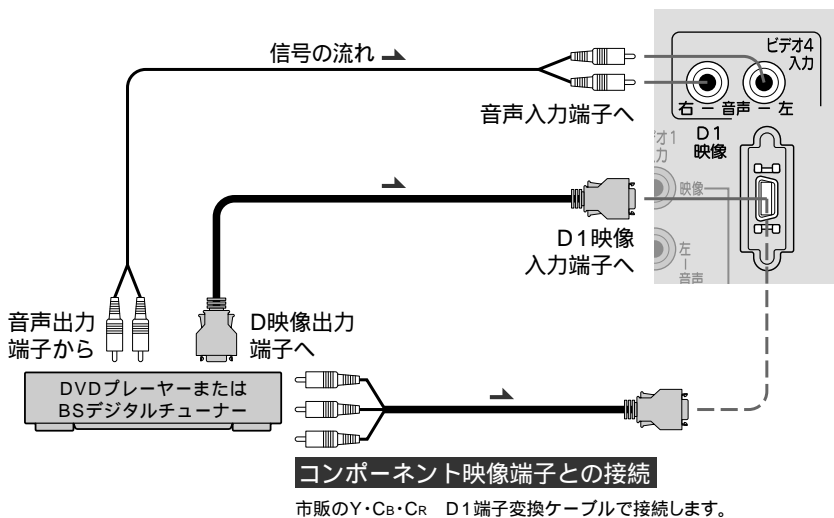 信号の流れ
ビデオ4
入力
右 − 音声 − 左
音声入力端子へ
D1
映像
オ1
力
映像
D1映像
入力端子へ
左
|
音声
音声出力
端子から
D映像出力
端子へ
DVDプレーヤーまたは
BSデジタルチューナー
コンポーネント映像端子との接続
市販のY・CB・CR　D1端子変換ケーブルで接続します。